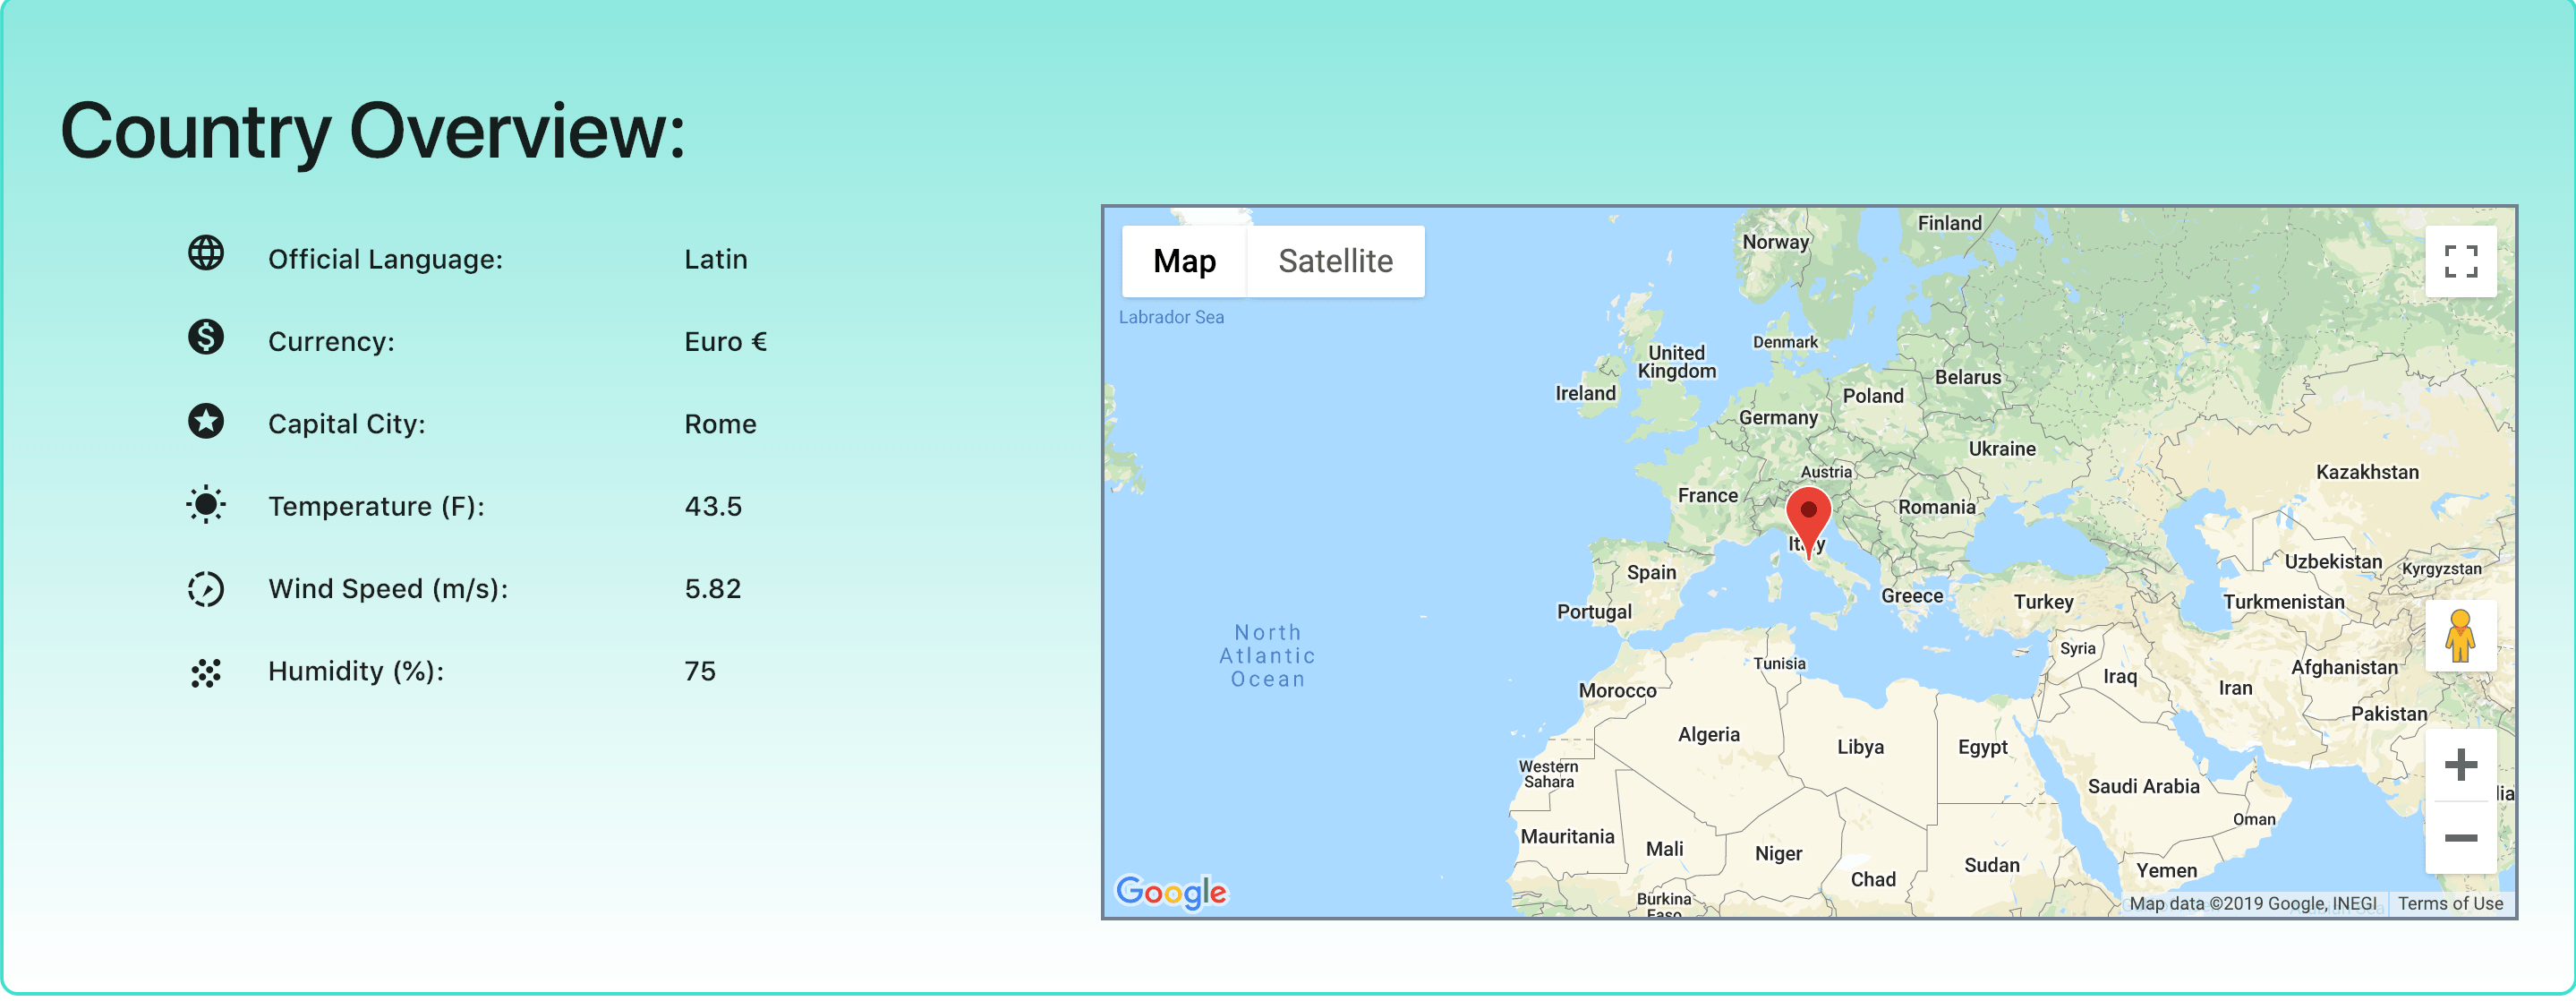 Country Overview:
Official Language: Latin
Currency: Euro €
Capital City: Rome
Temperature (F): 43.5
Wind Speed (m/s): 5.82
Humidity (%): 75
Map Satellite
Labrador Sea
Norway
Finland
Denmark
United
Kingdom
Ireland
Belarus
Poland
Germany
Ukraine
Austria
Kazakhstan
France
Romania
Italy
Uzbekistan
Kyrgyzstan
Spain
Greece
Turkey
Turkmenistan
Portugal
North
Atlantic
Ocean
Syria
Tunisia
Afghanistan
Iraq
Iran
Morocco
Pakistan
Algeria
Libya
Egypt
Western
Sahara
Saudi Arabia
Oman
Mauritania
Mali
Niger
Sudan
Chad
Yemen
Burkina
Faso
Google
Map data ©2019 Google, INEGI Terms of Use